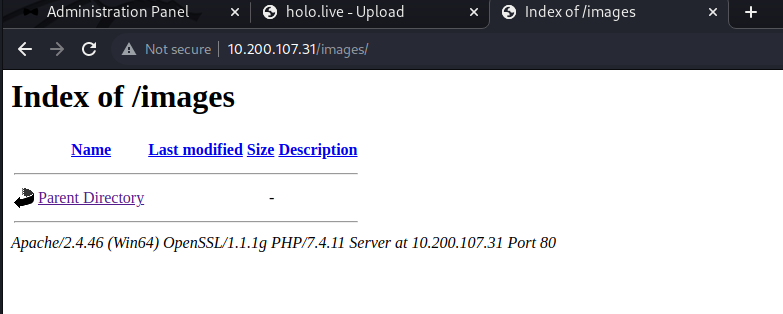 Administration Panel holo.live - Upload Index of /images
Not secure 10.200.107.31/images/
Index of /images
Name Last modified Size Description
Parent Directory -
Apache/2.4.46 (Win64) OpenSSL/1.1.1g PHP/7.4.11 Server at 10.200.107.31 Port 80